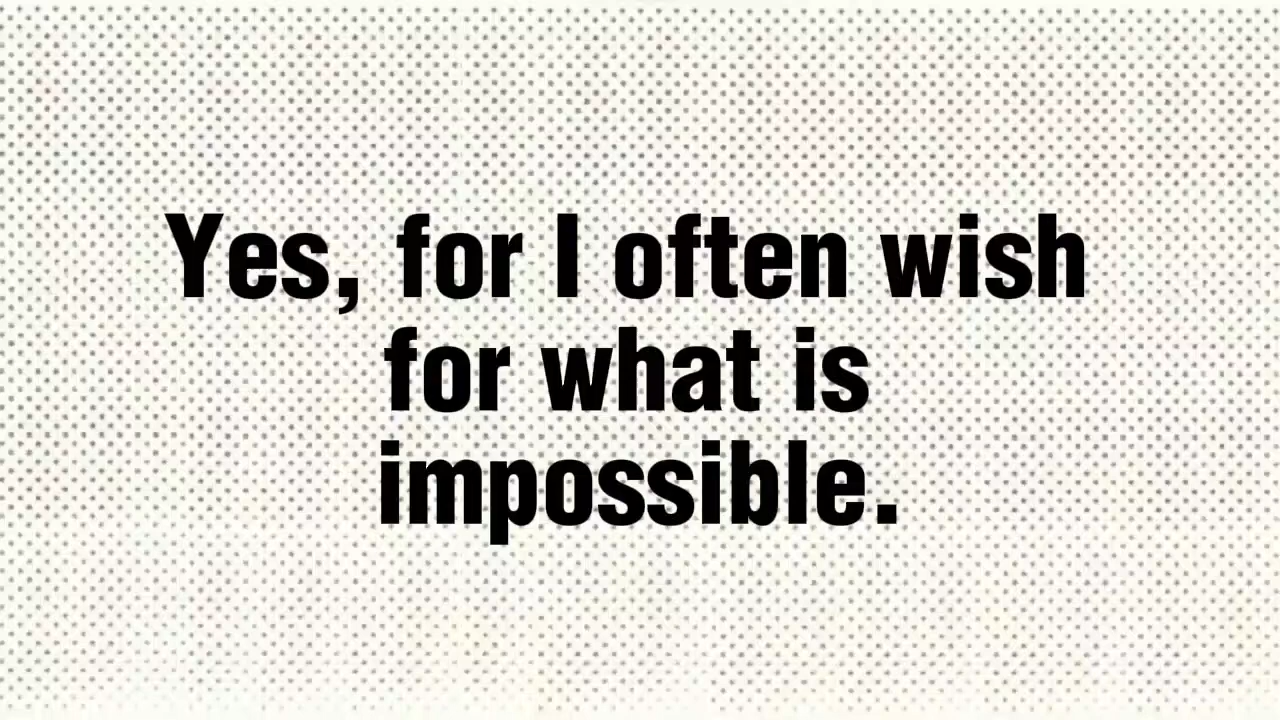 Yes, for I often wish
for what is
impossible.